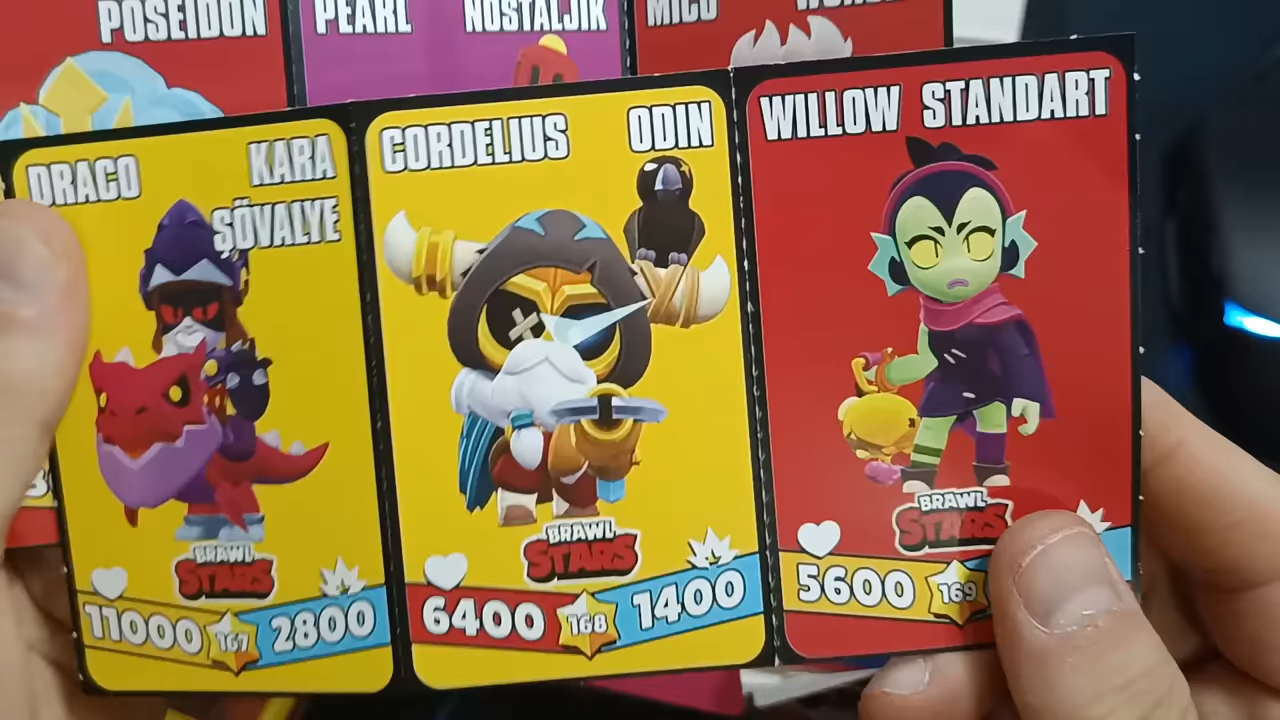 POSEIDON
PEARL NOSTALJIK
MICO
DRACO KARA
ŞÖVALYE
BRAWL
STARS
11000 167 2800
CORDELIUS ODIN
BRAWL
STARS
6400 168 1400
WILLOW STANDART
BRAWL
STARS
5600 169